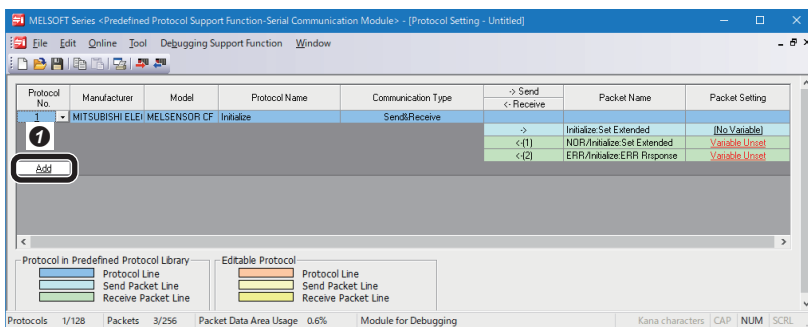 MELSOFT Series <Predefined Protocol Support Function-Serial Communication Module> - [Protocol Setting - Untitled]
File Edit Online Tool Debugging Support Function Window
Protocol No. Manufacturer Model Protocol Name Communication Type -> Send <- Receive Packet Name Packet Setting
1 MITSUBISHI ELE( MELSENSOR CF Initialize Send&Receive
-> Initialize:Set Extended [No Variable]
<-(1) NOR/Initialize:Set Extended Variable Unset
<-(2) ERR/Initialize:ERR Rrsponse Variable Unset
1
Add
Protocol in Predefined Protocol Library Editable Protocol
Protocol Line Protocol Line
Send Packet Line Send Packet Line
Receive Packet Line Receive Packet Line
Protocols 1/128 Packets 3/256 Packet Data Area Usage 0.6% Module for Debugging Kana characters CAP NUM SCRL